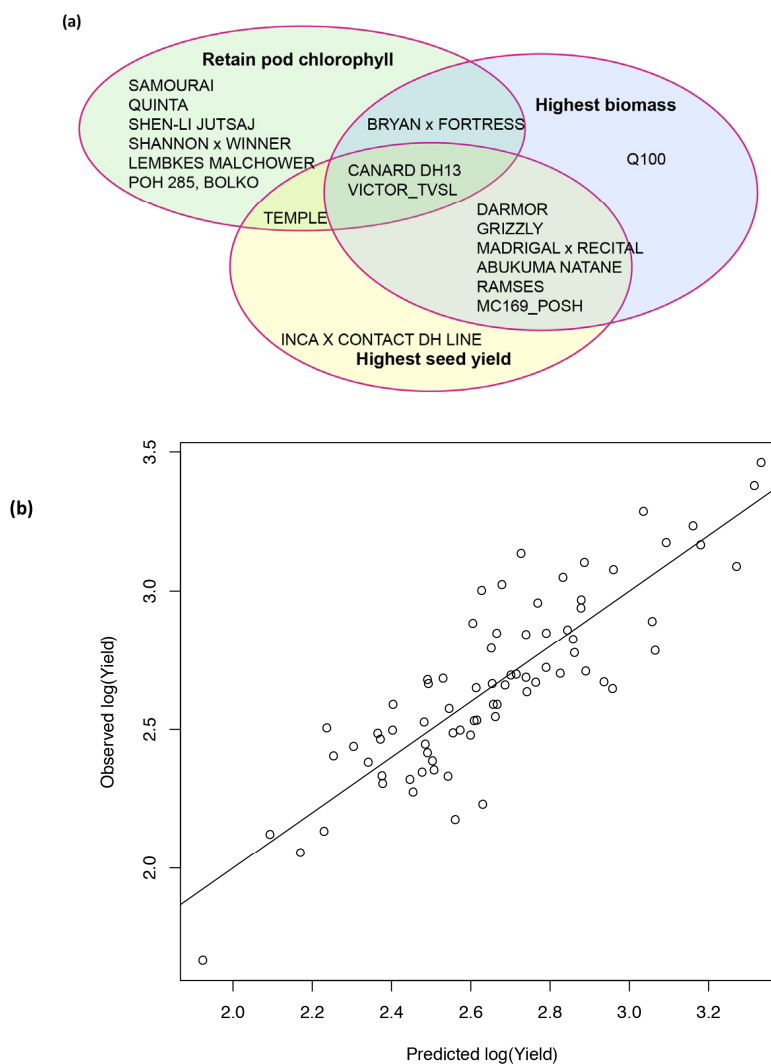 (a)
Retain pod chlorophyll
SAMOURAI
QUINTA
SHEN-LI JUTSAJ
SHANNON x WINNER
LEMBKES MALCHOWER
POH 285, BOLKO
BRYAN x FORTRESS
Highest biomass
Q100
CANARD DH13
VICTOR_TVSL
TEMPLE
DARMOR
GRIZZLY
MADRIGAL x RECITAL
ABUKUMA NATANE
RAMSES
MC169_POSH
INCA X CONTACT DH LINE
Highest seed yield
(b)
Observed log(Yield)
3.5
3.0
2.5
2.0
2.0 2.2 2.4 2.6 2.8 3.0 3.2
Predicted log(Yield)